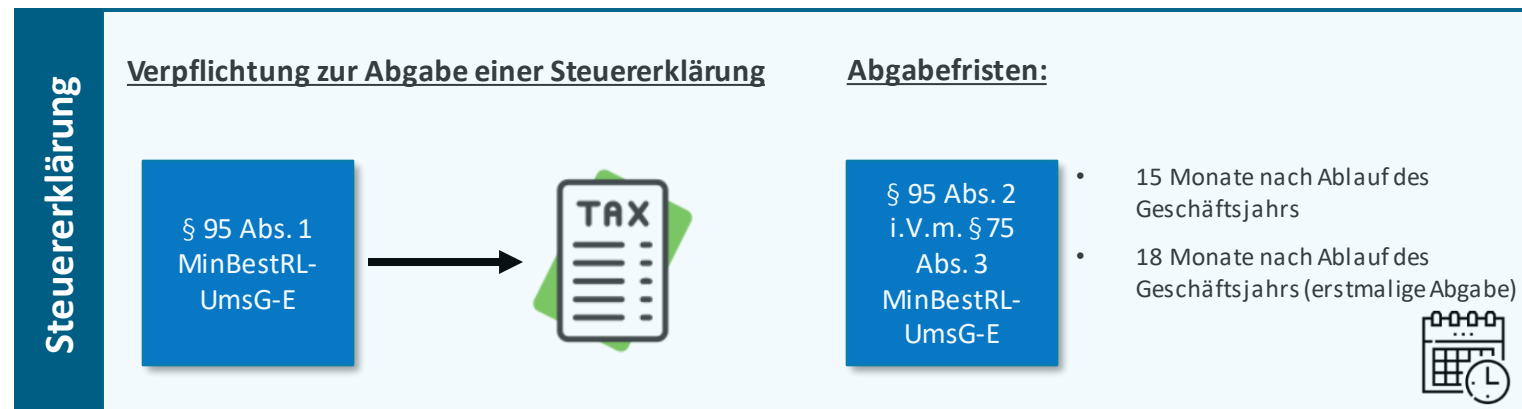 Steuererklärung
Verpflichtung zur Abgabe einer Steuererklärung
§ 95 Abs. 1
MinBestRL-
UmsG-E
TAX
Abgabefristen:
§ 95 Abs. 2
i.V.m. § 75
Abs. 3
MinBestRL-
UmsG-E
• 15 Monate nach Ablauf des
Geschäftsjahrs
• 18 Monate nach Ablauf des
Geschäftsjahrs (erstmalige Abgabe)